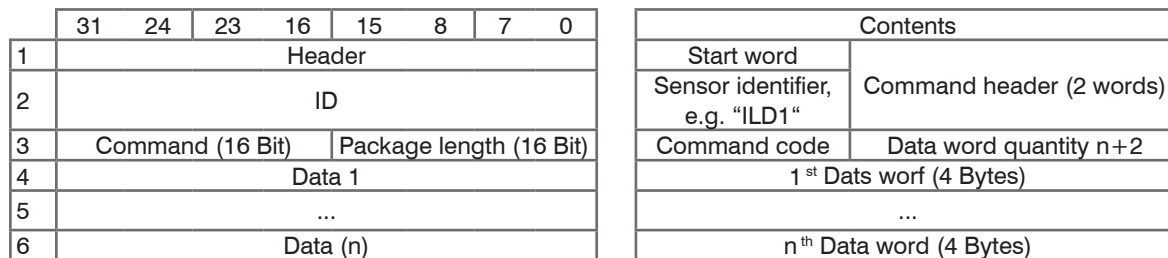 31 24 23 16 15 8 7 0 Contents
1 Header Start word Command header (2 words)
2 ID Sensor identifier,
e.g. “ILD1“
3 Command (16 Bit) Package length (16 Bit) Command code Data word quantity n+2
4 Data 1 1 st Dats worf (4 Bytes)
5 ... ...
6 Data (n) n th Data word (4 Bytes)